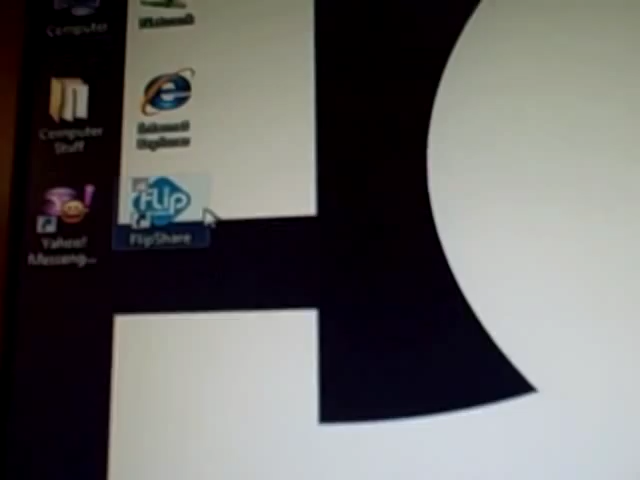 Computer
Computer
Stuff
Internet
Explorer
FLip
FlipShare
Yahoo!
Messeng...